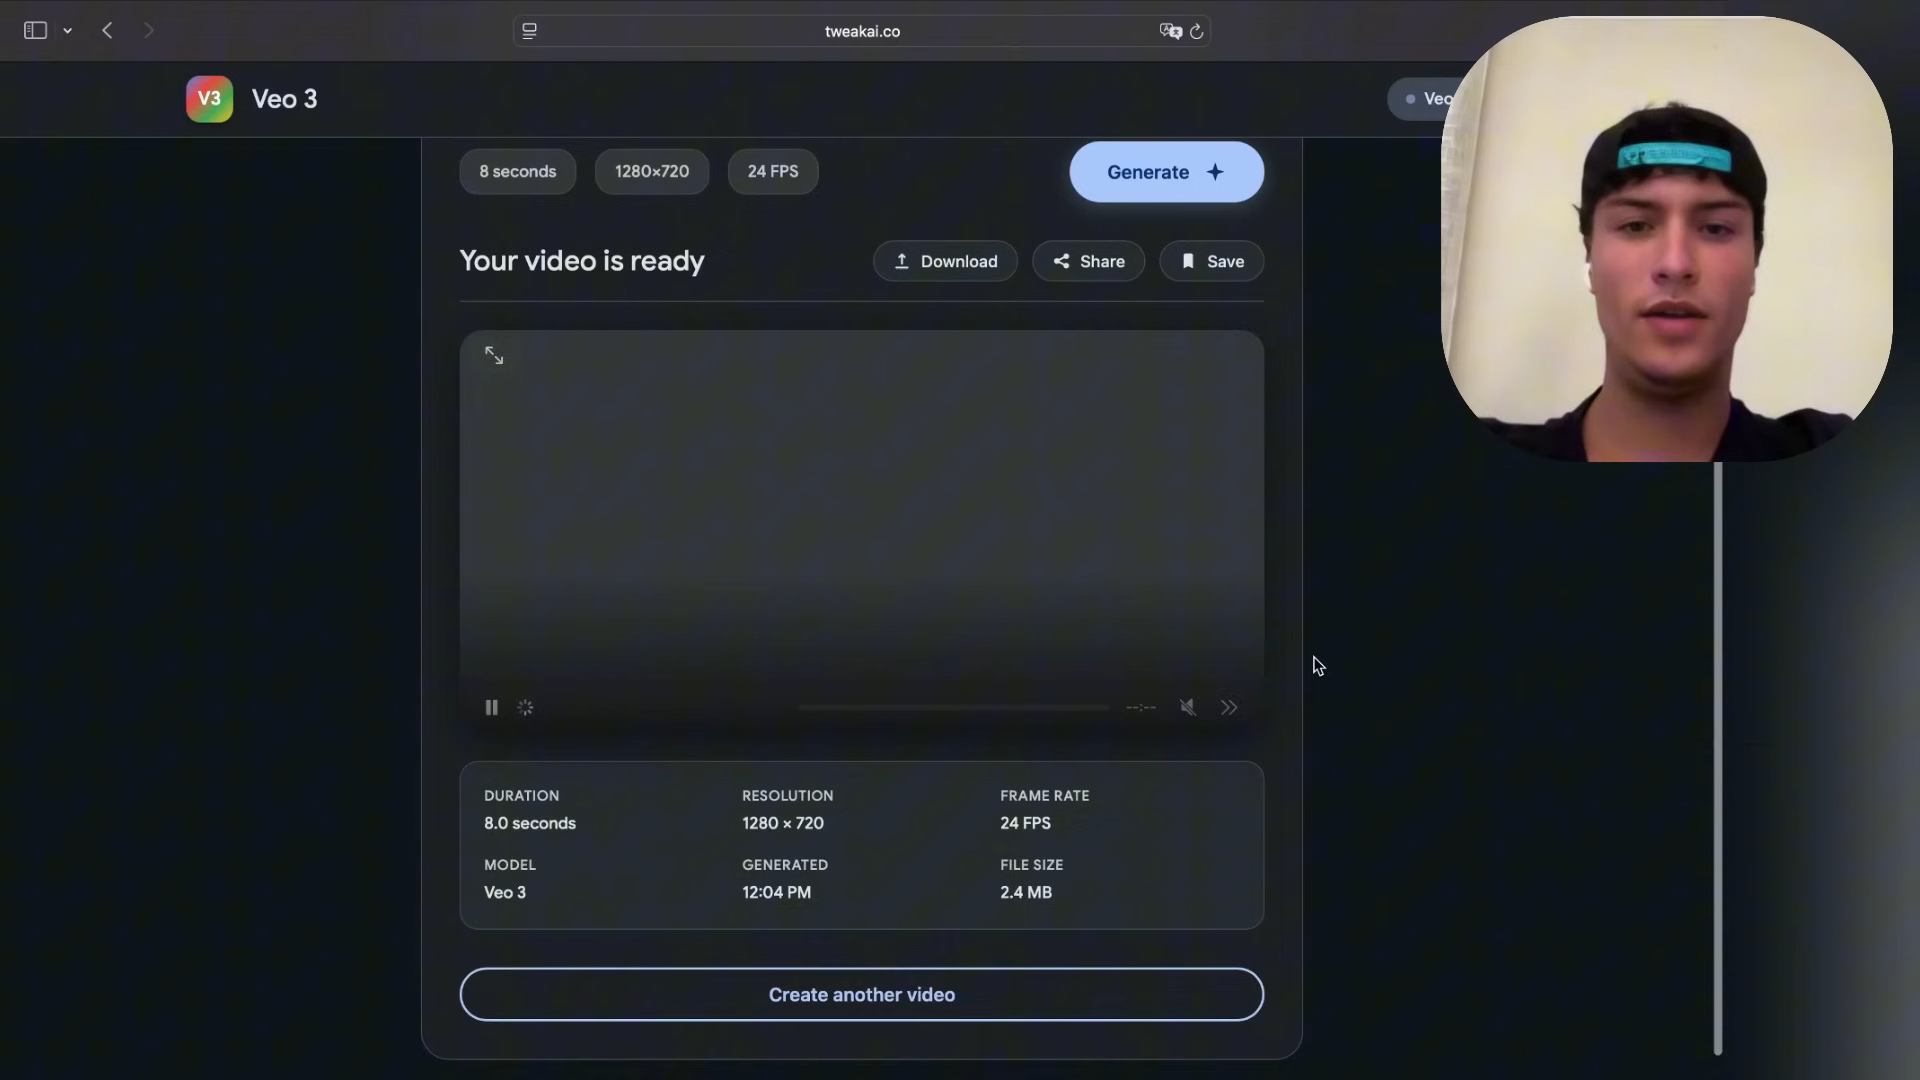 tweakai.co
V3 Veo 3
Veo
8 seconds 1280×720 24 FPS Generate
Your video is ready Download Share Save
--:--
DURATION RESOLUTION FRAME RATE
8.0 seconds 1280 × 720 24 FPS
MODEL GENERATED FILE SIZE
Veo 3 12:04 PM 2.4 MB
Create another video